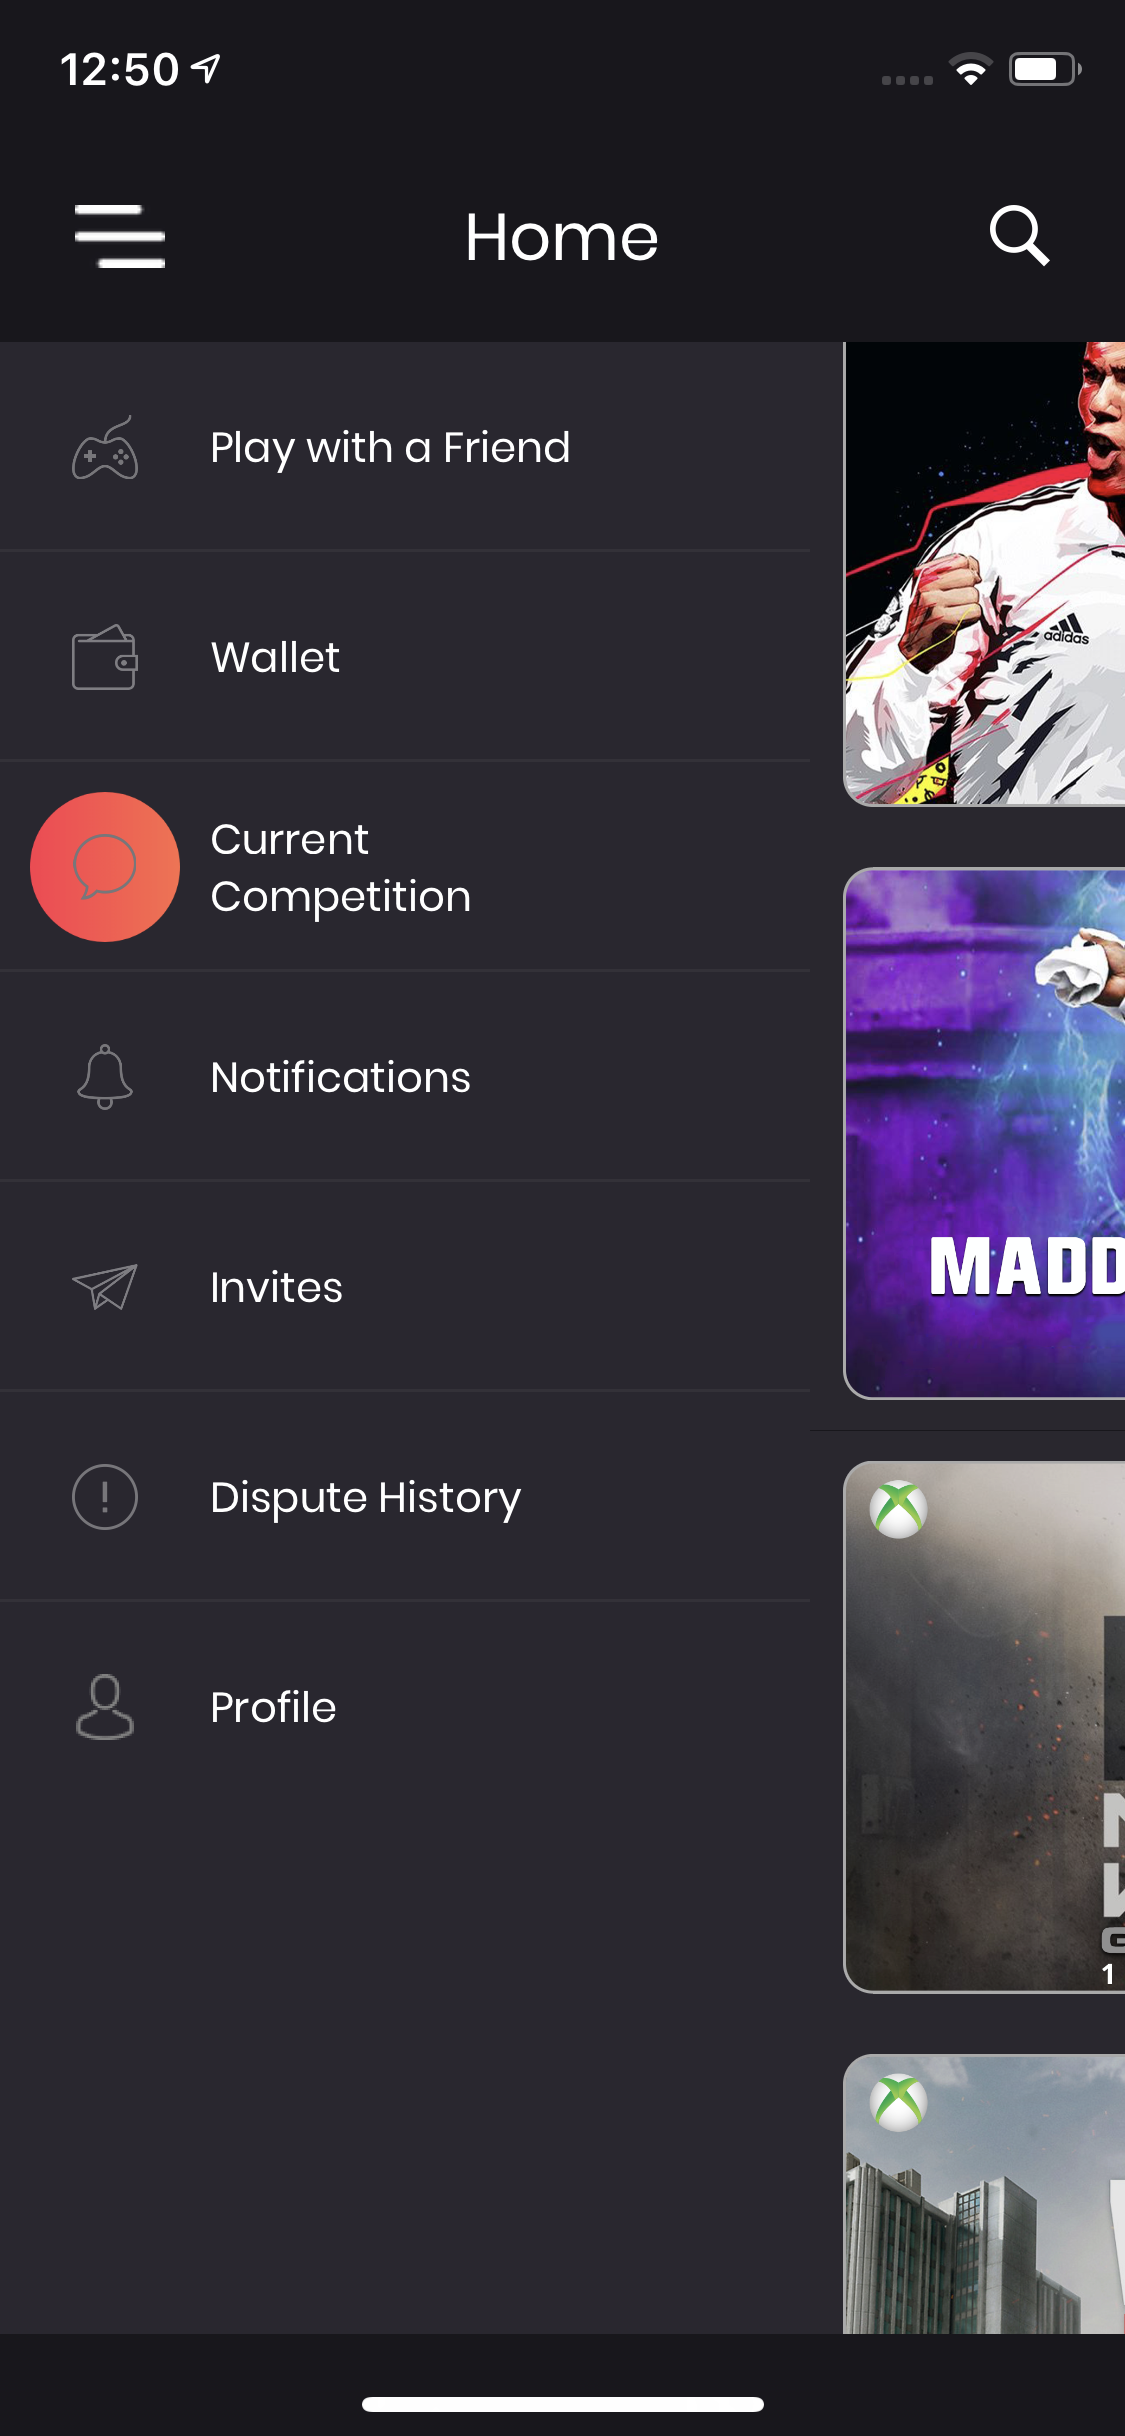 12:50
Home
Play with a Friend
adidas
Wallet
Current
Competition
Notifications
MADD
Invites
Dispute History
Profile
1